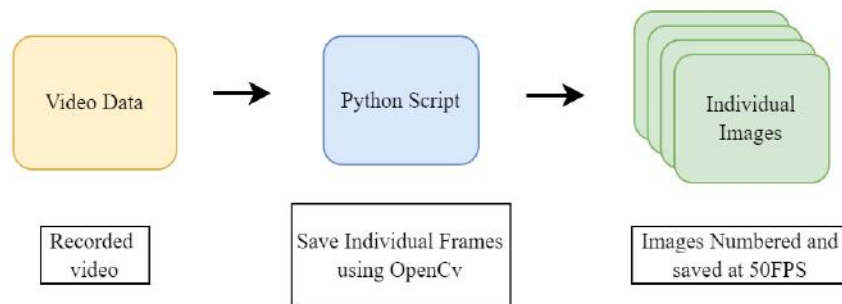 Video Data
Python Script
Individual
Images
Recorded
video
Save Individual Frames
using OpenCv
Images Numbered and
saved at 50FPS